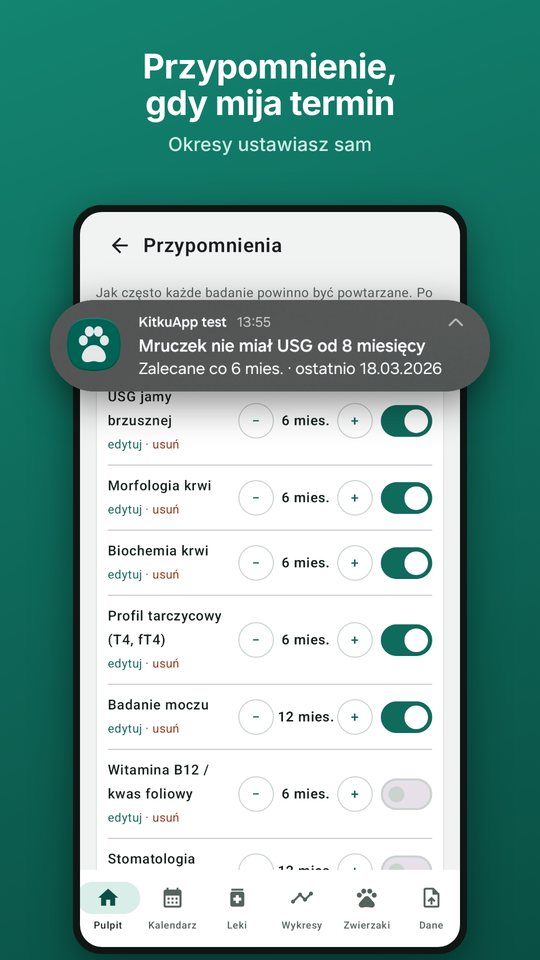 Przypomnienie,
gdy mija termin
Okresy ustawiasz sam
Przypomnienia
Jak często każde badanie powinno być powtarzane. Po
KitkuApp test 13:55
Mruczek nie miał USG od 8 miesięcy
Zalecane co 6 mies. · ostatnio 18.03.2026
USG jamy
brzusznej
− 6 mies. +
edytuj · usuń
Morfologia krwi
− 6 mies. +
edytuj · usuń
Biochemia krwi
− 6 mies. +
edytuj · usuń
Profil tarczycowy
(T4, fT4)
− 6 mies. +
edytuj · usuń
Badanie moczu
− 12 mies. +
edytuj · usuń
Witamina B12 /
kwas foliowy
− 6 mies. +
edytuj · usuń
Stomatologia
12 mies.
Pulpit Kalendarz Leki Wykresy Zwierzaki Dane